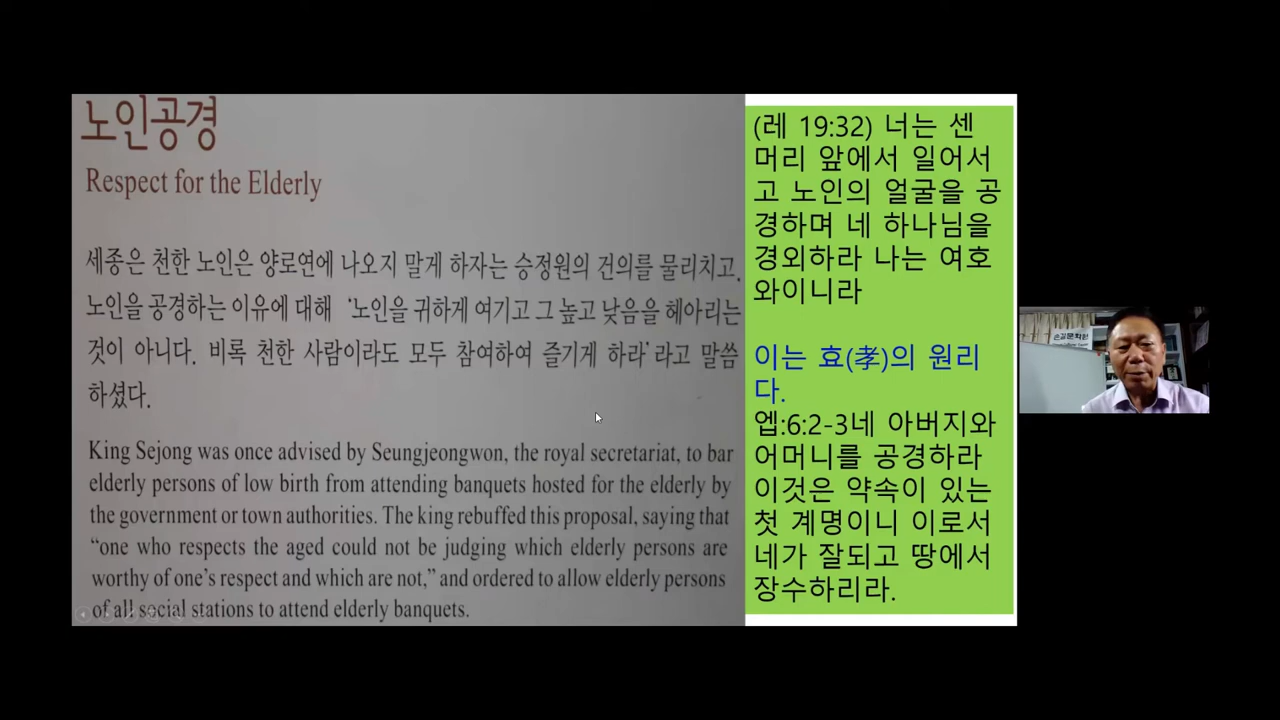 노인공경
Respect for the Elderly
세종은 천한 노인은 양로연에 나오지 말게 하자는 승정원의 건의를 물리치고,
노인을 공경하는 이유에 대해 ‘노인을 귀하게 여기고 그 높고 낮음을 헤아리는
것이 아니다. 비록 천한 사람이라도 모두 참여하여 즐기게 하라’라고 말씀
하셨다.
King Sejong was once advised by Seungjeongwon, the royal secretariat, to bar
elderly persons of low birth from attending banquets hosted for the elderly by
the government or town authorities. The king rebuffed this proposal, saying that
“one who respects the aged could not be judging which elderly persons are
worthy of one’s respect and which are not,” and ordered to allow elderly persons
of all social stations to attend elderly banquets.
(레 19:32) 너는 센
머리 앞에서 일어서
고 노인의 얼굴을 공
경하며 네 하나님을
경외하라 나는 여호
와이니라
이는 효(孝)의 원리
다.
엡:6:2-3네 아버지와
어머니를 공경하라
이것은 약속이 있는
첫 계명이니 이로서
네가 잘되고 땅에서
장수하리라.